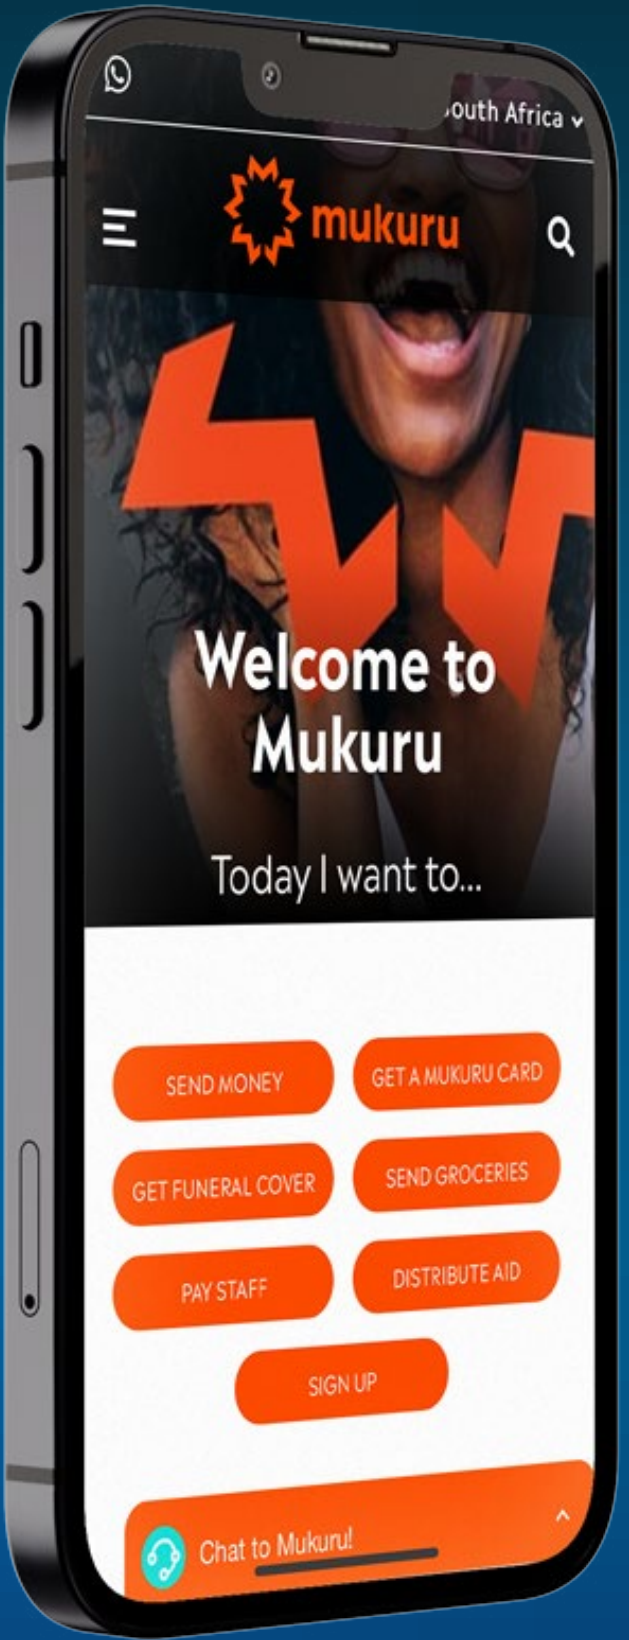 South Africa
mukuru
Welcome to
Mukuru
Today I want to...
SEND MONEY
GET A MUKURU CARD
GET FUNERAL COVER
SEND GROCERIES
PAY STAFF
DISTRIBUTE AID
SIGN UP
Chat to Mukuru!